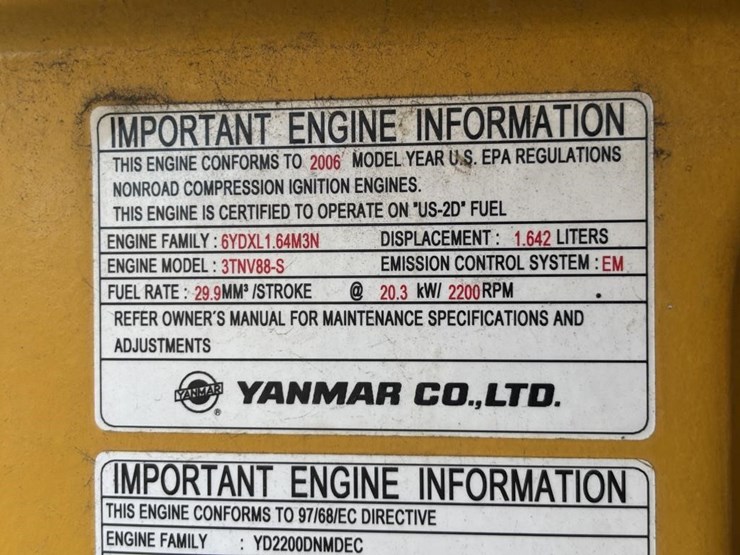 IMPORTANT ENGINE INFORMATION
THIS ENGINE CONFORMS TO 2006 MODEL YEAR U.S. EPA REGULATIONS
NONROAD COMPRESSION IGNITION ENGINES.
THIS ENGINE IS CERTIFIED TO OPERATE ON "US-2D" FUEL
ENGINE FAMILY : 6YDXL1.64M3N DISPLACEMENT : 1.642 LITERS
ENGINE MODEL : 3TNV88-S EMISSION CONTROL SYSTEM : EM
FUEL RATE : 29.9MM³ /STROKE @ 20.3 kW/ 2200RPM
REFER OWNER'S MANUAL FOR MAINTENANCE SPECIFICATIONS AND
ADJUSTMENTS
YANMAR ® YANMAR CO.,LTD.
IMPORTANT ENGINE INFORMATION
THIS ENGINE CONFORMS TO 97/68/EC DIRECTIVE
ENGINE FAMILY : YD2200DNMDEC